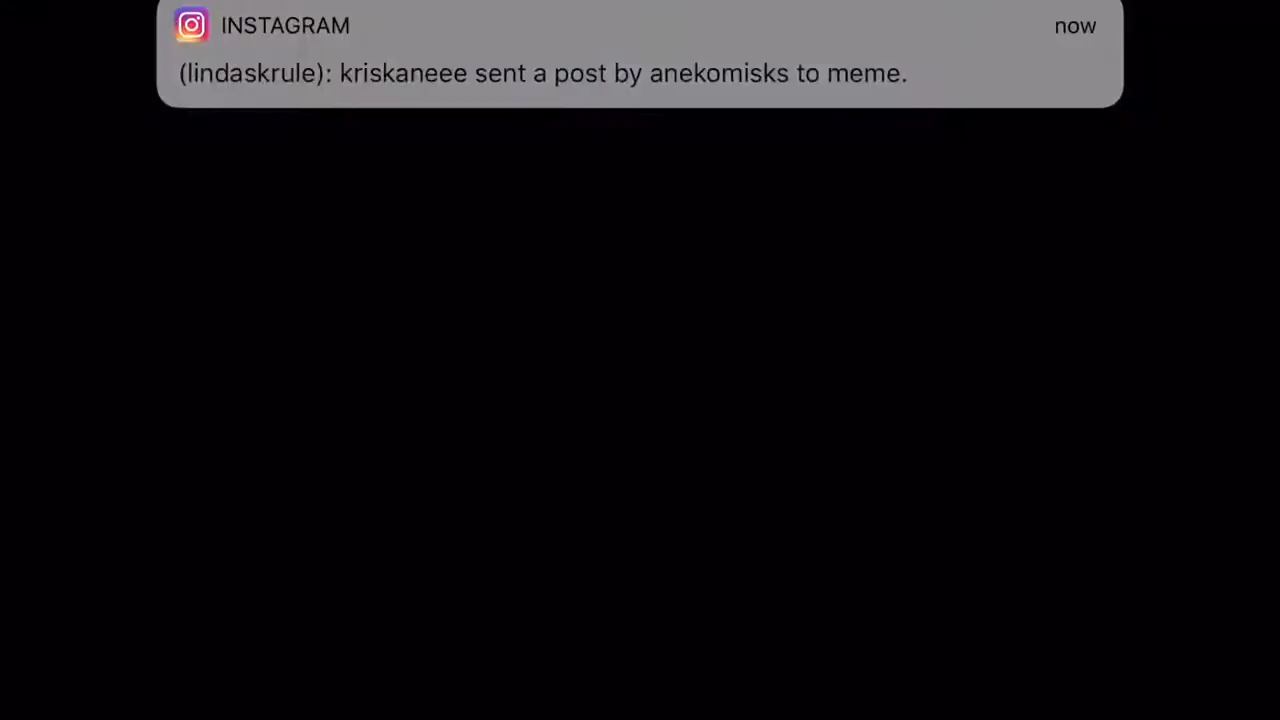 INSTAGRAM now
(lindaskrule): kriskaneee sent a post by anekomisks to meme.